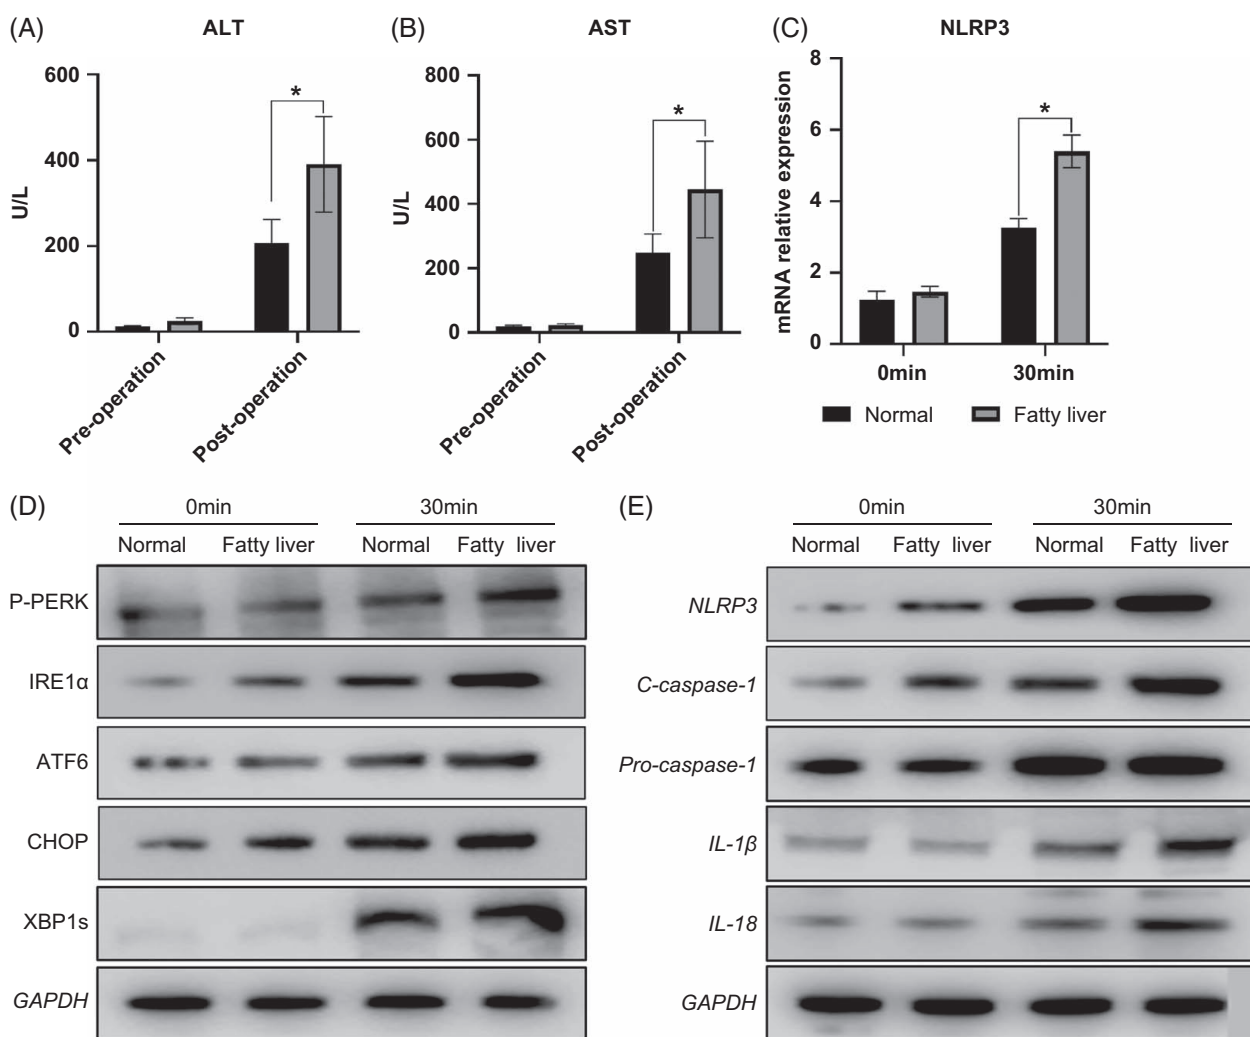 (A) ALT
600
400
200
0
U/L
Pre-operation
Post-operation
*
(B) AST
800
600
400
200
0
U/L
Pre-operation
Post-operation
*
(C) NLRP3
8
6
4
2
0
mRNA relative expression
*
0min 30min
Normal Fatty liver
(D) 0min 30min
Normal Fatty liver Normal Fatty liver
P-PERK
IRE1α
ATF6
CHOP
XBP1s
GAPDH
(E) 0min 30min
Normal Fatty liver Normal Fatty liver
NLRP3
C-caspase-1
Pro-caspase-1
IL-1β
IL-18
GAPDH